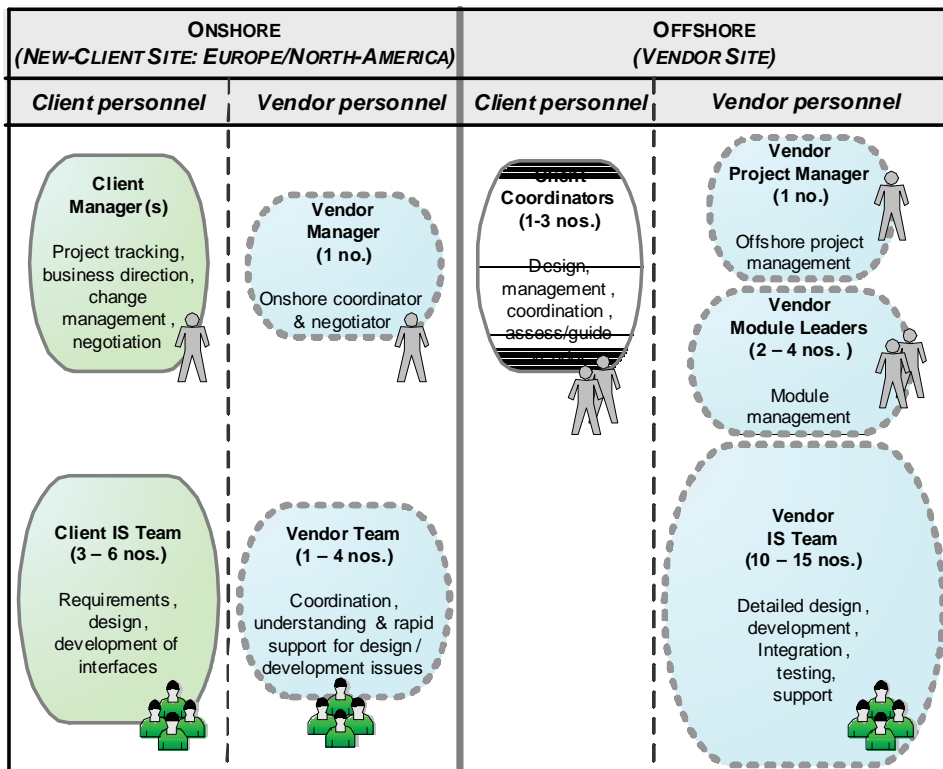 ONSHORE
(NEW-CLIENT SITE: EUROPE/NORTH-AMERICA)
OFFSHORE
(VENDOR SITE)
Client personnel
Vendor personnel
Client personnel
Vendor personnel
Client
Manager(s)
Project tracking,
business direction,
change
management ,
negotiation
Vendor
Manager
(1 no.)
Onshore coordinator
& negotiator
Client
Coordinators
(1-3 nos.)
Design,
management ,
coordination ,
assess/guide
Vendor
Project Manager
(1 no.)
Offshore project
management
Vendor
Module Leaders
(2 – 4 nos. )
Module
management
Client IS Team
(3 – 6 nos.)
Requirements ,
design ,
development of
interfaces
Vendor Team
(1 – 4 nos.)
Coordination ,
understanding & rapid
support for design /
development issues
Vendor
IS Team
(10 – 15 nos.)
Detailed design ,
development ,
Integration ,
testing,
support